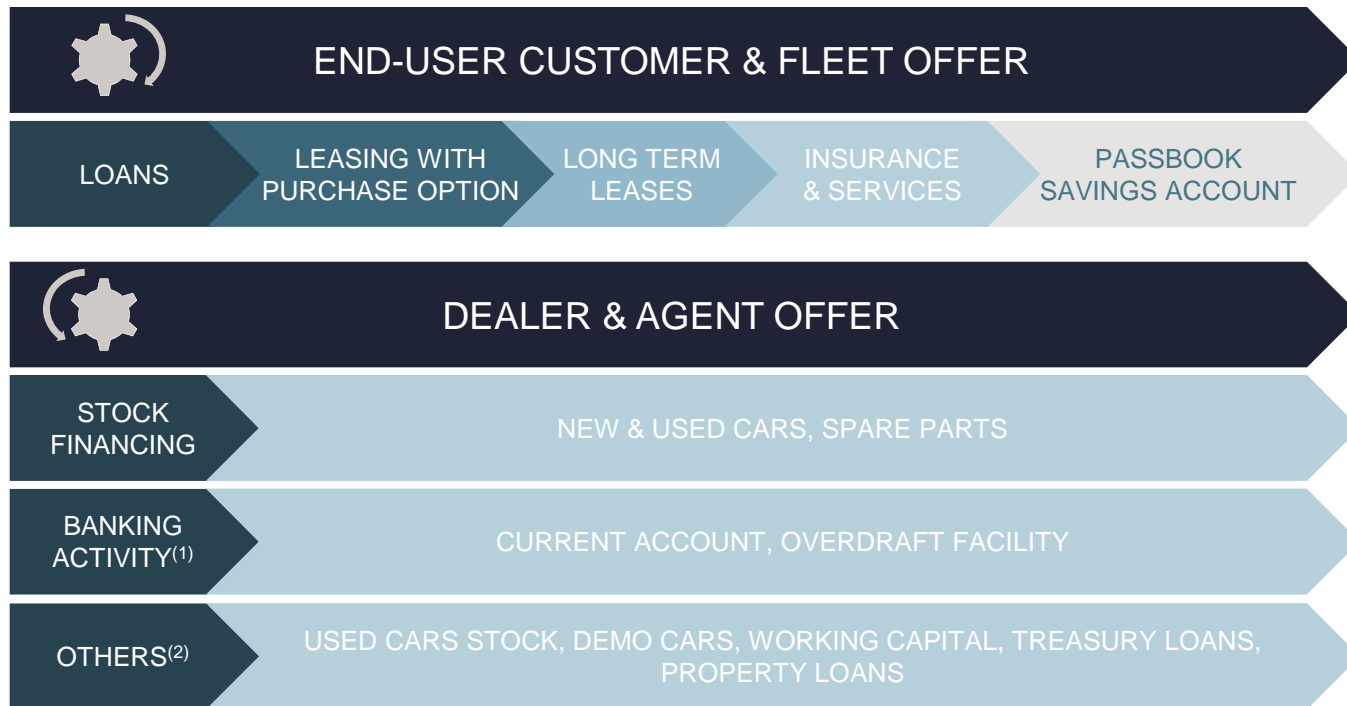 END-USER CUSTOMER & FLEET OFFER
LOANS
LEASING WITH
PURCHASE OPTION
LONG TERM
LEASES
INSURANCE
& SERVICES
PASSBOOK
SAVINGS ACCOUNT
DEALER & AGENT OFFER
STOCK
FINANCING
NEW & USED CARS, SPARE PARTS
BANKING
ACTIVITY(1)
CURRENT ACCOUNT, OVERDRAFT FACILITY
OTHERS(2)
USED CARS STOCK, DEMO CARS, WORKING CAPITAL, TREASURY LOANS,
PROPERTY LOANS